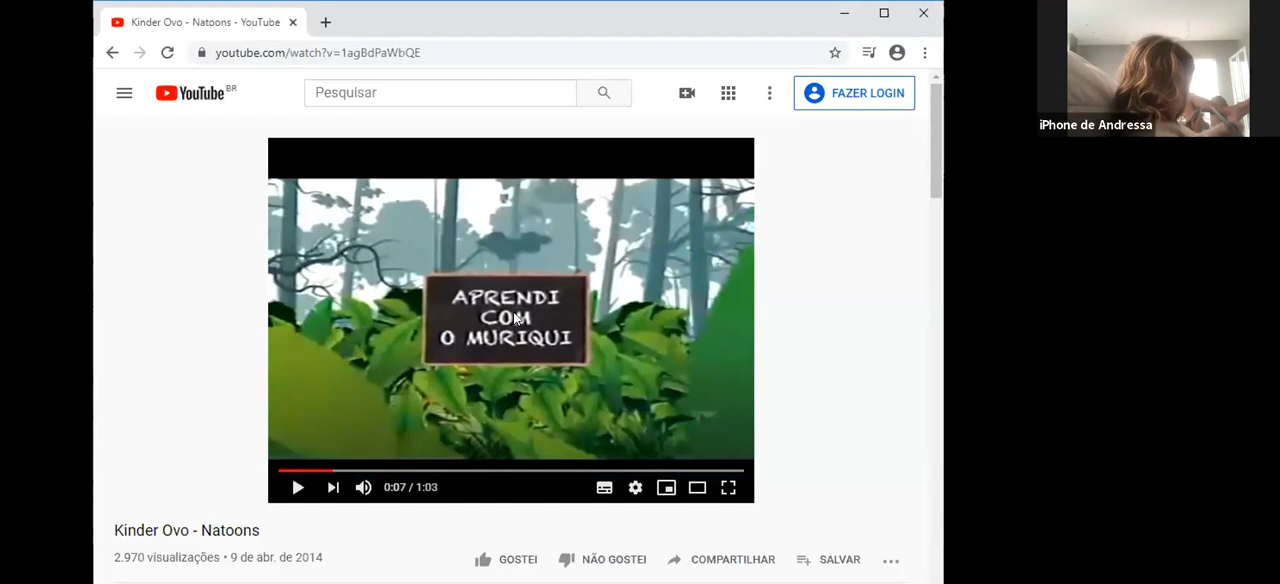 Kinder Ovo - Natoons - YouTube
youtube.com/watch?v=1agBdPaWbQE
YouTube BR
Pesquisar
FAZER LOGIN
iPhone de Andressa
APRENDI
COM
O MURIQUI
0:07 / 1:03
Kinder Ovo - Natoons
2.970 visualizações • 9 de abr. de 2014
GOSTEI
NÃO GOSTEI
COMPARTILHAR
SALVAR